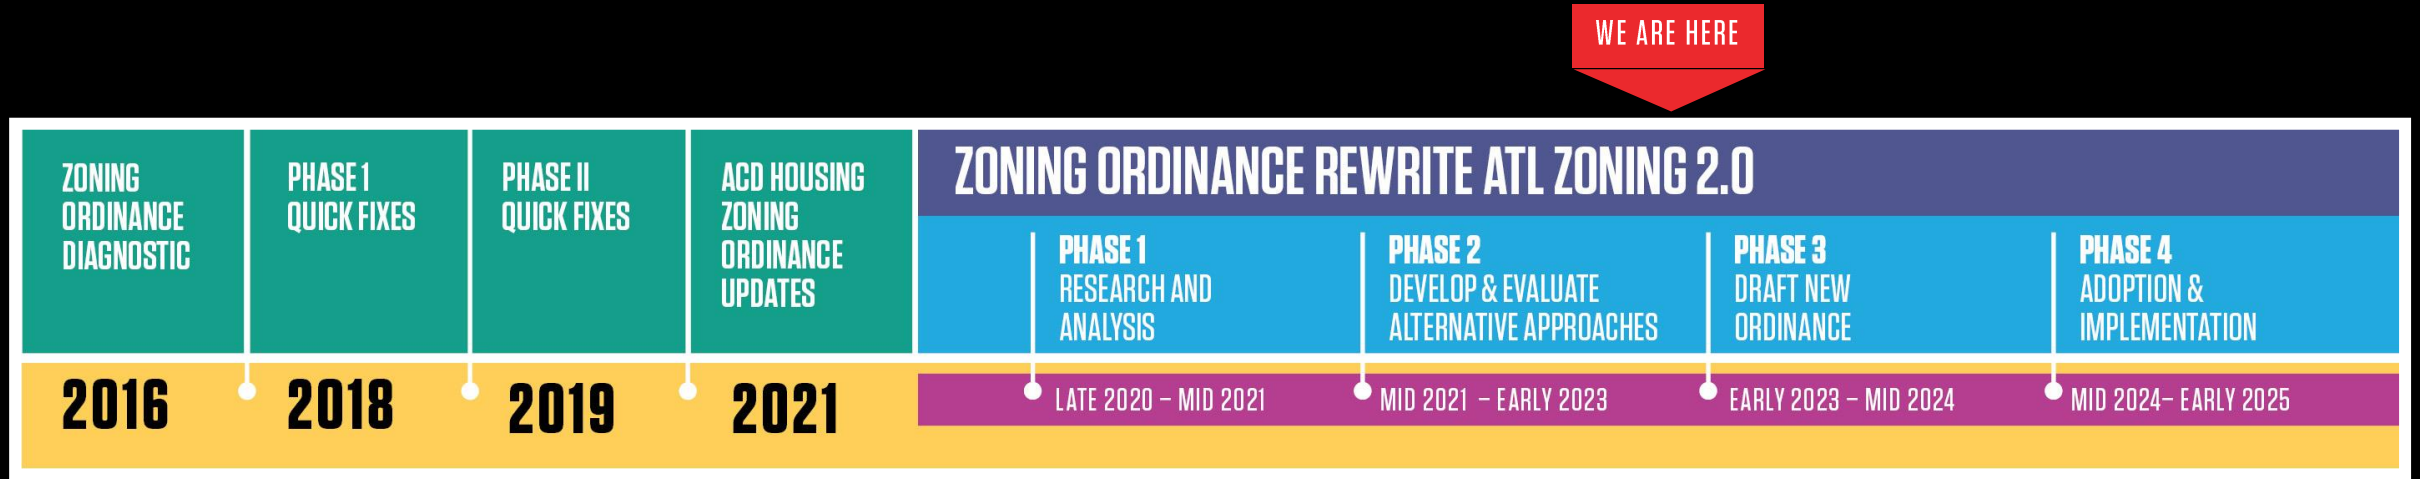 WE ARE HERE
ZONING
ORDINANCE
DIAGNOSTIC
PHASE 1
QUICK FIXES
PHASE II
QUICK FIXES
ACD HOUSING
ZONING
ORDINANCE
UPDATES
ZONING ORDINANCE REWRITE ATL ZONING 2.0
PHASE 1
RESEARCH AND
ANALYSIS
PHASE 2
DEVELOP & EVALUATE
ALTERNATIVE APPROACHES
PHASE 3
DRAFT NEW
ORDINANCE
PHASE 4
ADOPTION &
IMPLEMENTATION
2016
2018
2019
2021
LATE 2020 – MID 2021
MID 2021 – EARLY 2023
EARLY 2023 – MID 2024
MID 2024– EARLY 2025